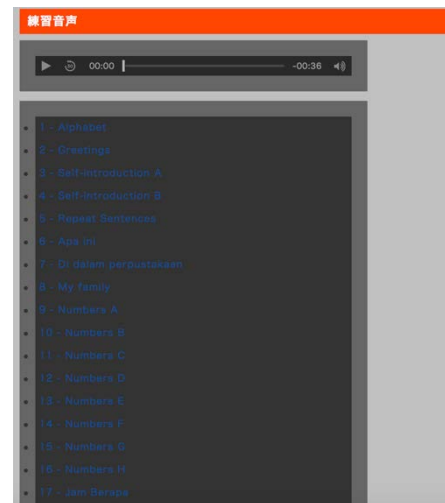 練習音声
00:00
-00:36
1 - Alphabet
2 - Greetings
3 - Self-introduction A
4 - Self-introduction B
5 - Repeat Sentences
6 - Apa ini
7 - Di dalam perpustakaan
8 - My family
9 - Numbers A
10 - Numbers B
11 - Numbers C
12 - Numbers D
13 - Numbers E
14 - Numbers F
15 - Numbers G
16 - Numbers H
17 - Jam Berapa